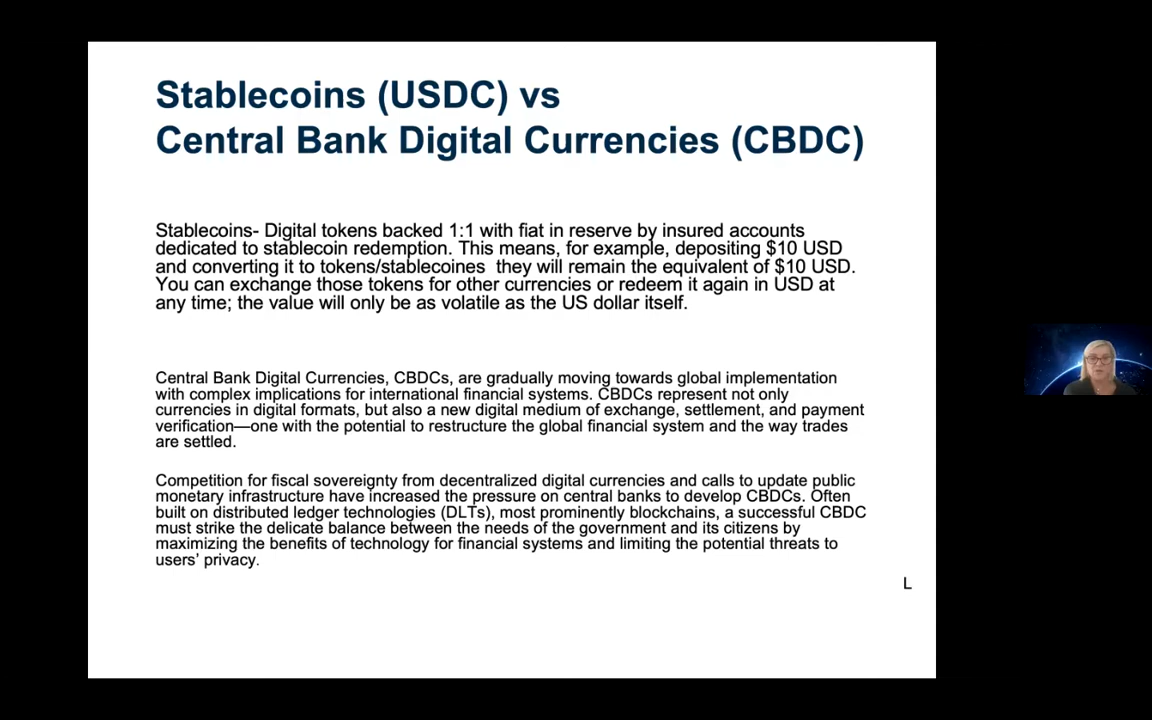 Stablecoins (USDC) vs
Central Bank Digital Currencies (CBDC)
Stablecoins- Digital tokens backed 1:1 with fiat in reserve by insured accounts
dedicated to stablecoin redemption. This means, for example, depositing $10 USD
and converting it to tokens/stablecoines they will remain the equivalent of $10 USD.
You can exchange those tokens for other currencies or redeem it again in USD at
any time; the value will only be as volatile as the US dollar itself.
Central Bank Digital Currencies, CBDCs, are gradually moving towards global implementation
with complex implications for international financial systems. CBDCs represent not only
currencies in digital formats, but also a new digital medium of exchange, settlement, and payment
verification—one with the potential to restructure the global financial system and the way trades
are settled.
Competition for fiscal sovereignty from decentralized digital currencies and calls to update public
monetary infrastructure have increased the pressure on central banks to develop CBDCs. Often
built on distributed ledger technologies (DLTs), most prominently blockchains, a successful CBDC
must strike the delicate balance between the needs of the government and its citizens by
maximizing the benefits of technology for financial systems and limiting the potential threats to
users’ privacy.
L